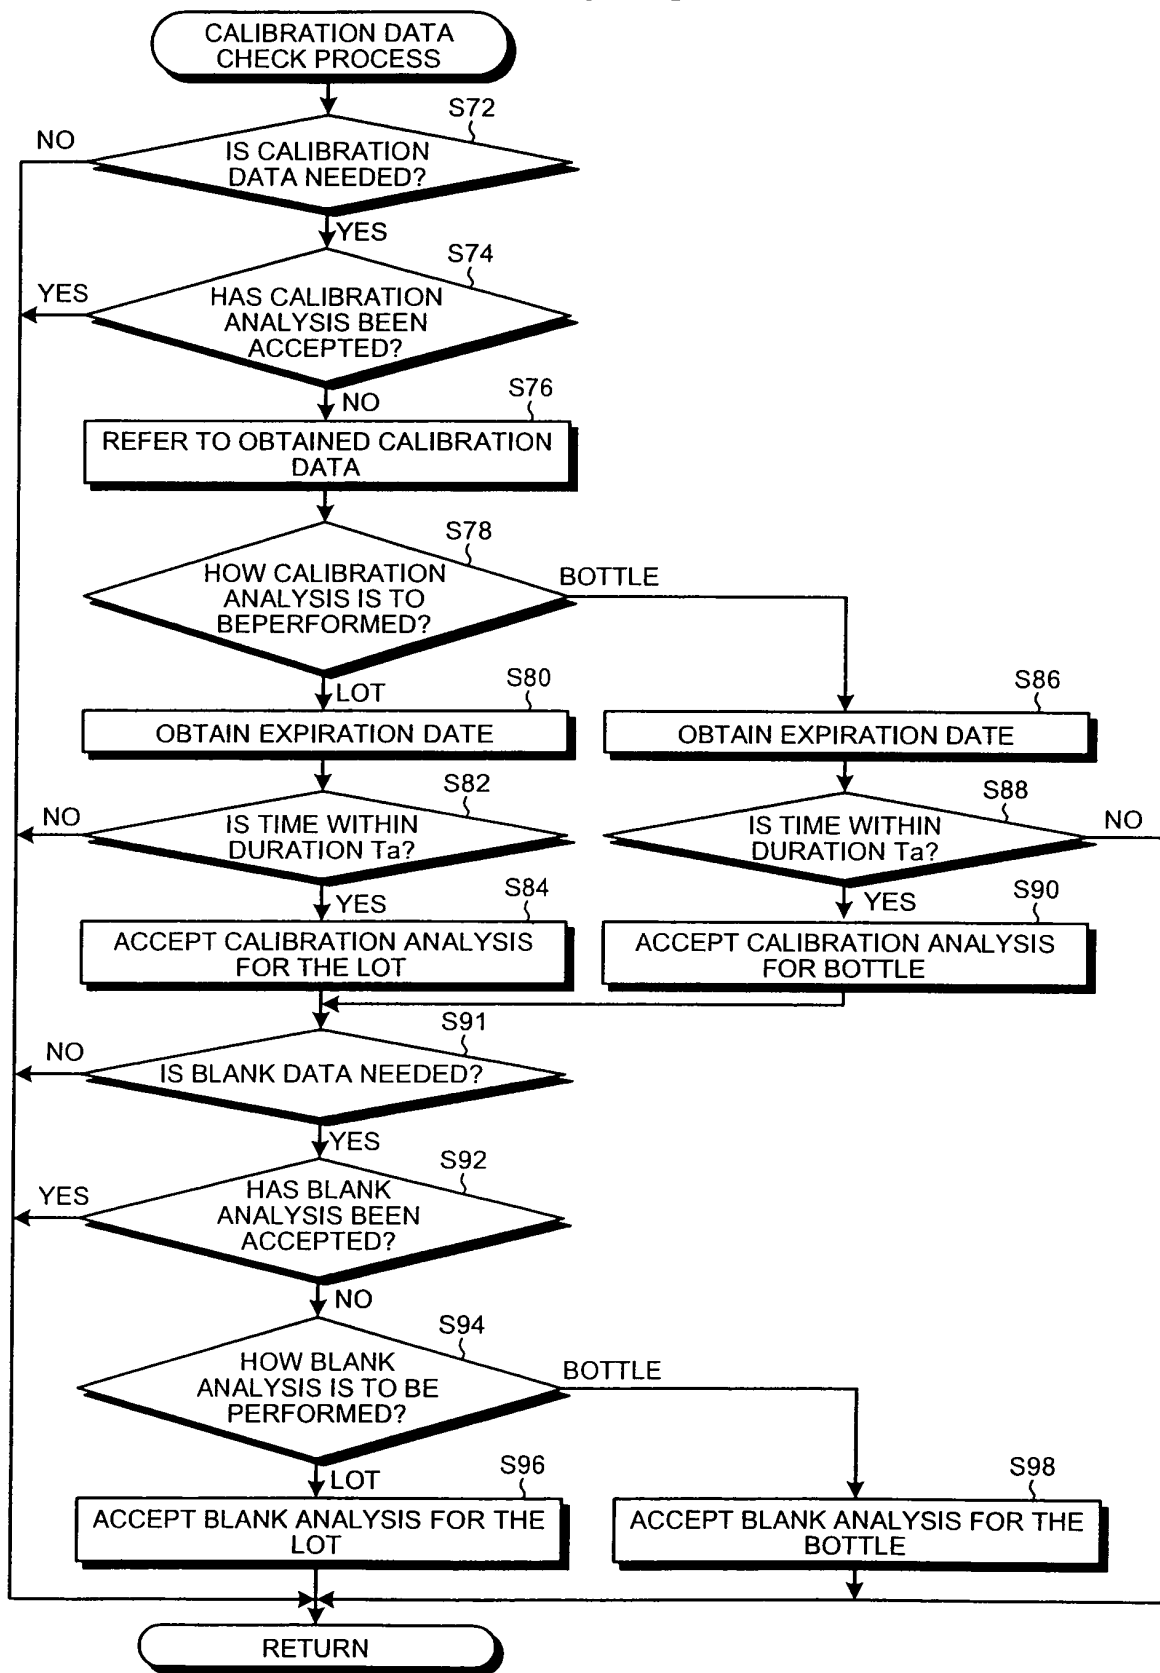 CALIBRATION DATA
CHECK PROCESS
S72
NO
IS CALIBRATION
DATA NEEDED?
YES
S74
YES
HAS CALIBRATION
ANALYSIS BEEN
ACCEPTED?
NO
S76
REFER TO OBTAINED CALIBRATION
DATA
S78
HOW CALIBRATION
ANALYSIS IS TO
BEPERFORMED?
BOTTLE
LOT
S80
OBTAIN EXPIRATION DATE
S86
OBTAIN EXPIRATION DATE
S82
NO
IS TIME WITHIN
DURATION Ta?
YES
S88
IS TIME WITHIN
DURATION Ta?
NO
YES
S84
ACCEPT CALIBRATION ANALYSIS
FOR THE LOT
S90
ACCEPT CALIBRATION ANALYSIS
FOR BOTTLE
S91
NO
IS BLANK DATA NEEDED?
YES
S92
YES
HAS BLANK
ANALYSIS BEEN
ACCEPTED?
NO
S94
HOW BLANK
ANALYSIS IS TO BE
PERFORMED?
BOTTLE
LOT
S96
ACCEPT BLANK ANALYSIS FOR THE
LOT
S98
ACCEPT BLANK ANALYSIS FOR THE
BOTTLE
RETURN